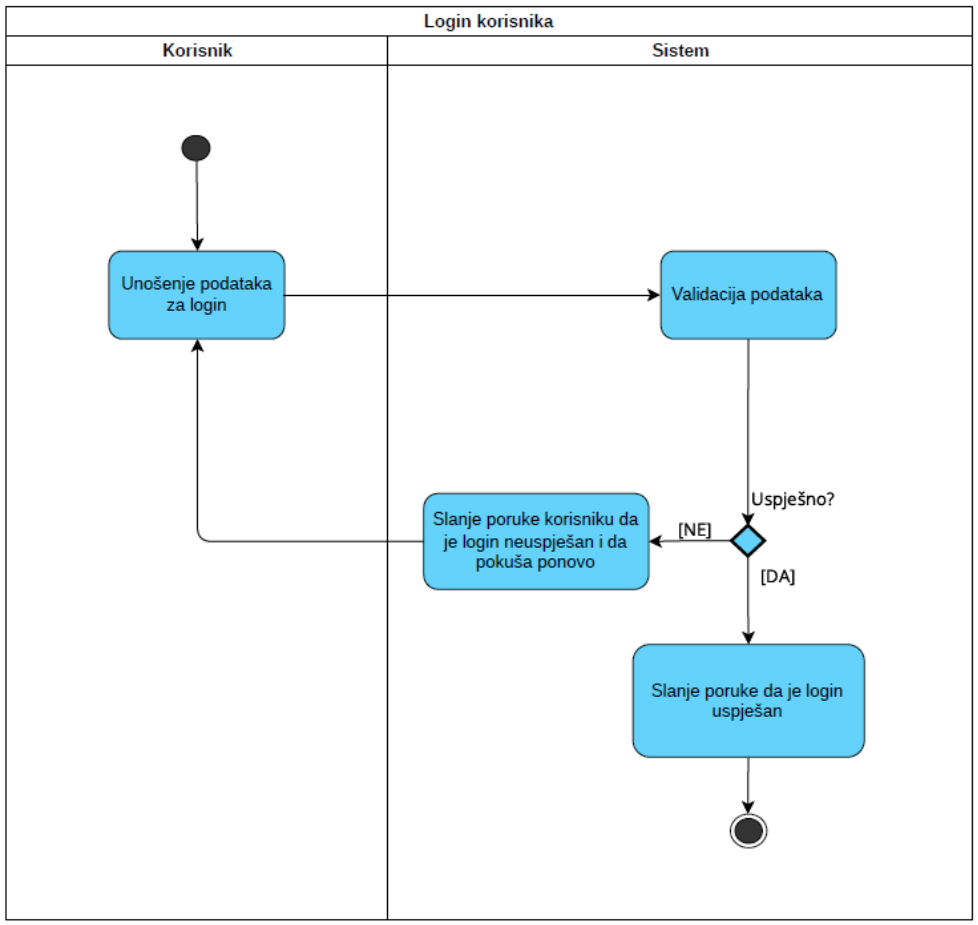 Login korisnika
Korisnik
Sistem
Unošenje podataka
za login
Validacija podataka
Uspješno?
Slanje poruke korisniku da
je login neuspješan i da
pokuša ponovo
[NE]
[DA]
Slanje poruke da je login
uspješan